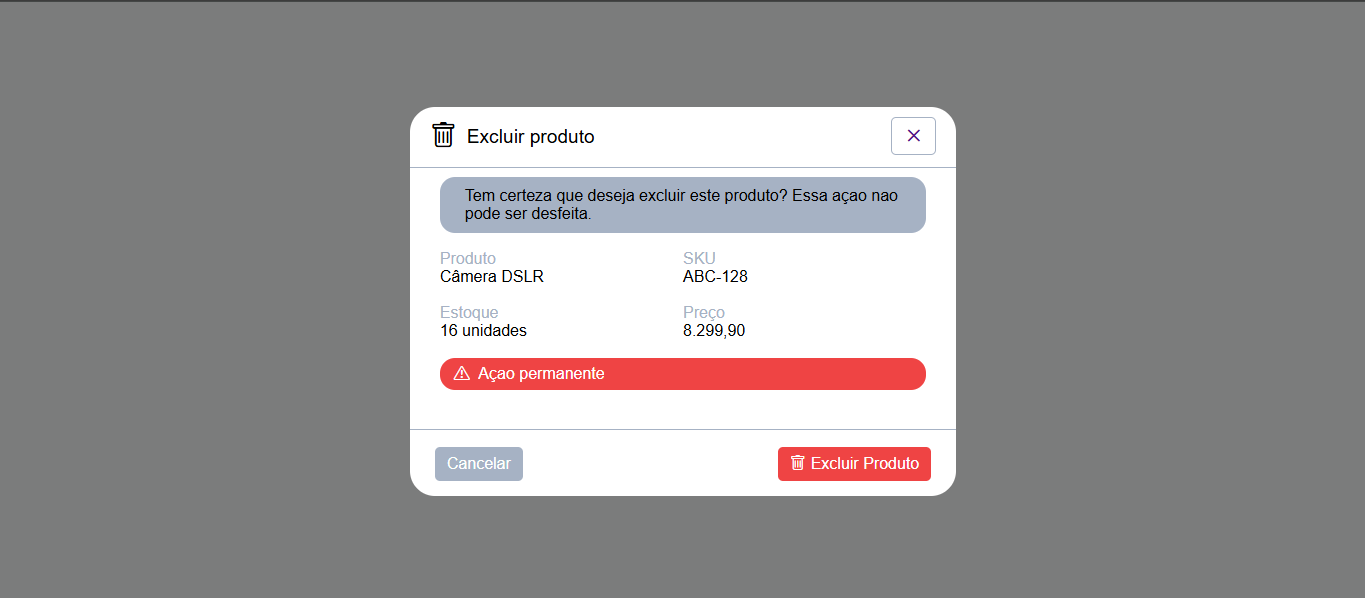 Excluir produto
Tem certeza que deseja excluir este produto? Essa açao nao
pode ser desfeita.
Produto
SKU
Câmera DSLR
ABC-128
Estoque
Preço
16 unidades
8.299,90
Açao permanente
Cancelar
Excluir Produto